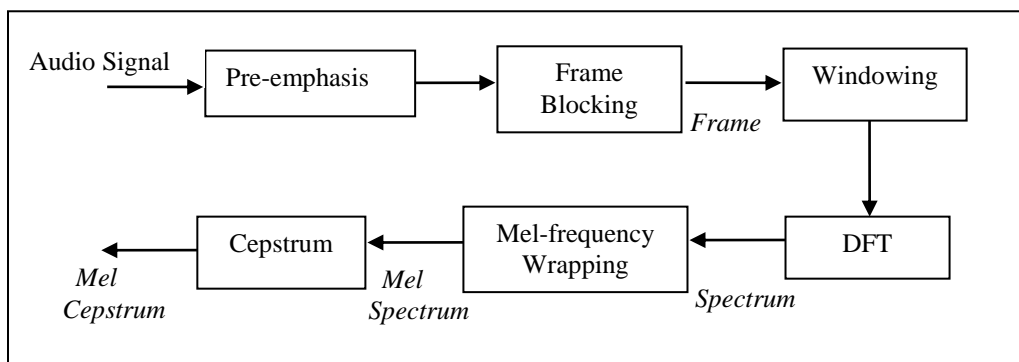 Audio Signal
Pre-emphasis
Frame
Blocking
Frame
Windowing
DFT
Spectrum
Mel-frequency
Wrapping
Mel
Spectrum
Cepstrum
Mel
Cepstrum